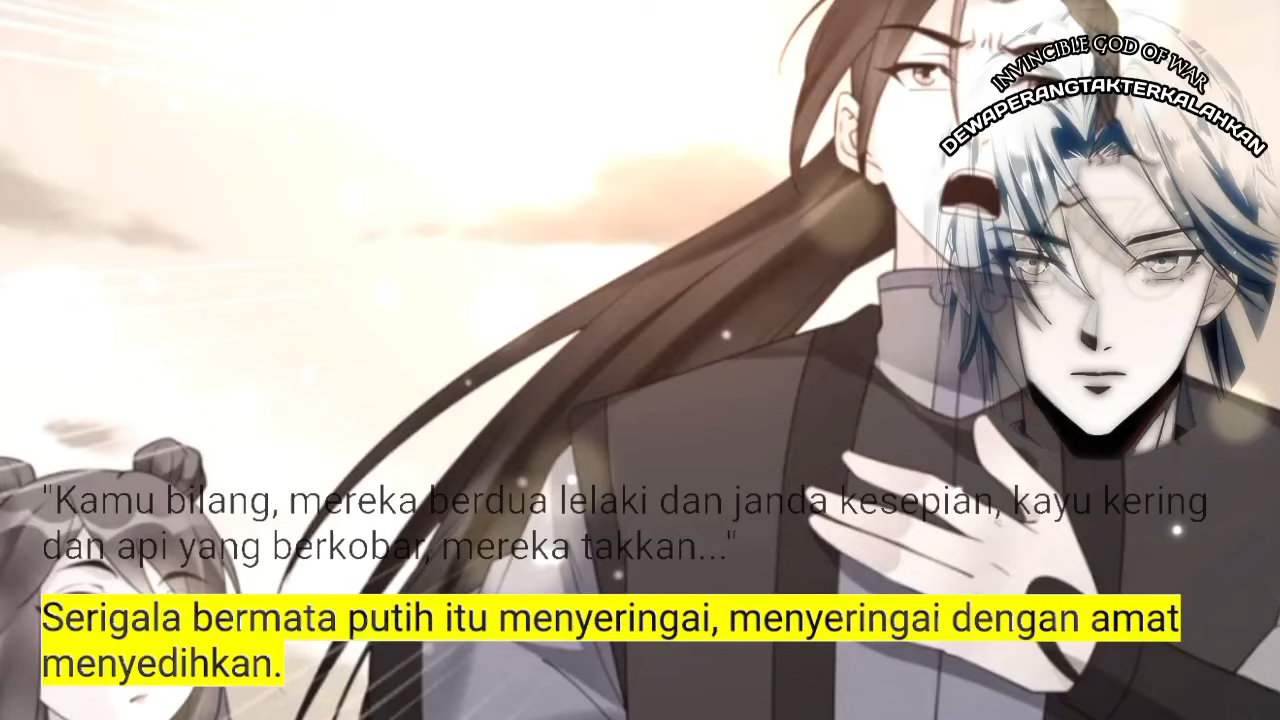 INVINCIBLE GOD OF WAR
DEWAPERANGTAKTERKALAHKAN
"Kamu bilang, mereka berdua lelaki dan janda kesepian, kayu kering
dan api yang berkobar, mereka takkan..."
Serigala bermata putih itu menyeringai, menyeringai dengan amat
menyedihkan.